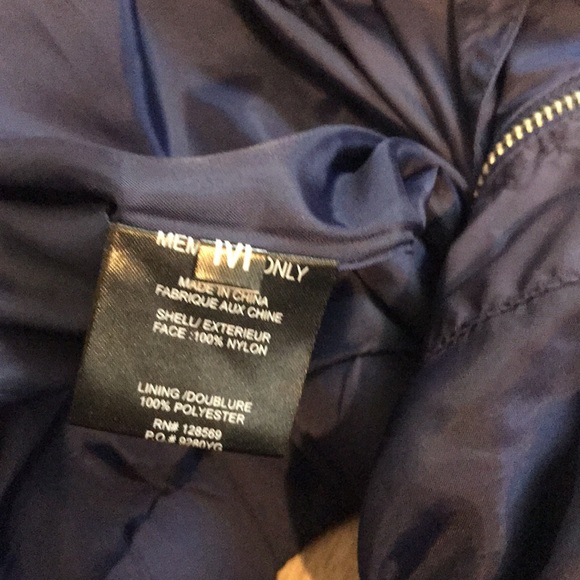 MEM ONLY
M
MADE IN CHINA
FABRIQUE AUX CHINE
SHELL/ EXTERIEUR
FACE :100% NYLON
LINING /DOUBLURE
100% POLYESTER
RN# 128569
P.O.# 9280YG